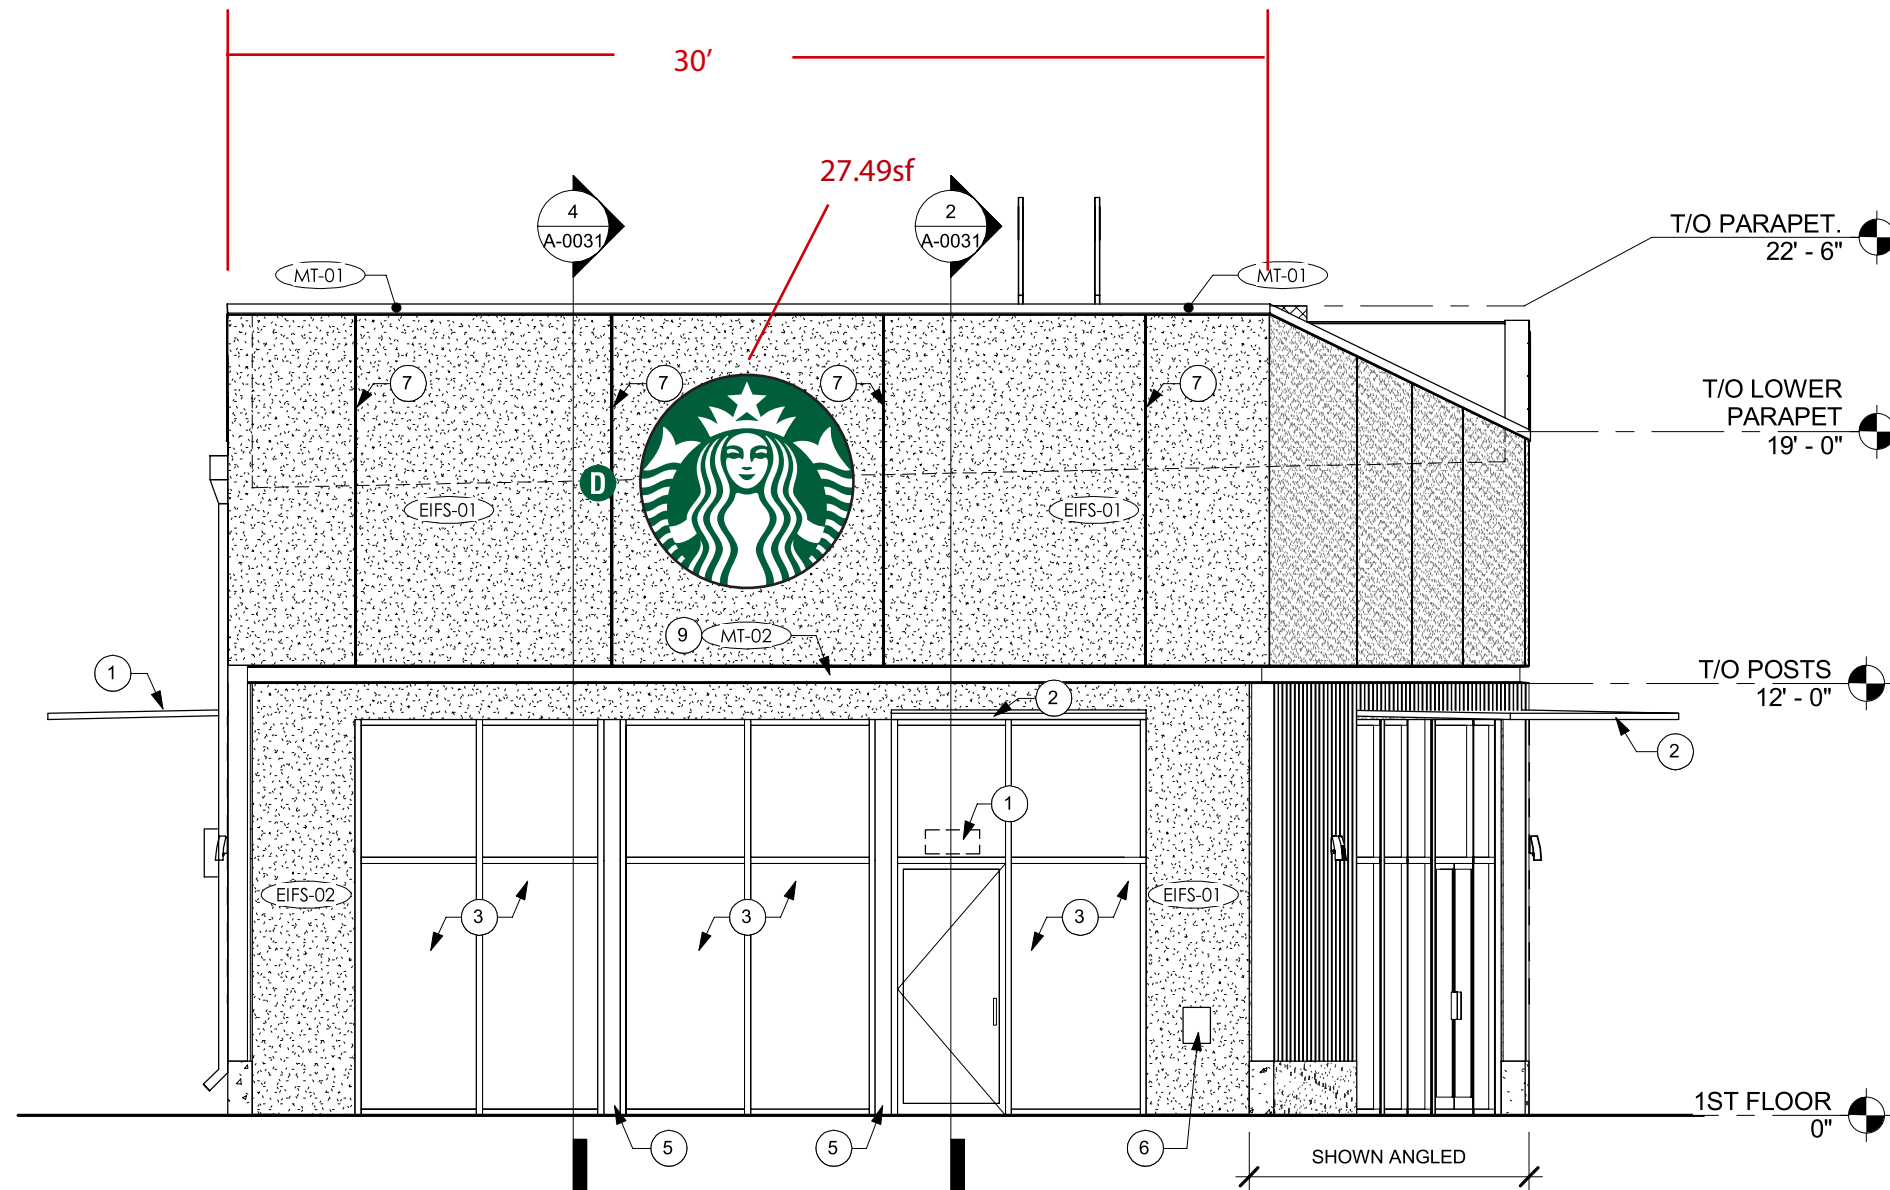 30'
27.49sf
4
A-0031
2
A-0031
T/O PARAPET.
22' - 6"
MT-01
MT-01
7
7
7
7
T/O LOWER
PARAPET
19' - 0"
D
EIFS-01
EIFS-01
9
MT-02
1
2
T/O POSTS
12' - 0"
2
1
EIFS-02
EIFS-01
3
3
3
1ST FLOOR
0"
5
5
6
SHOWN ANGLED